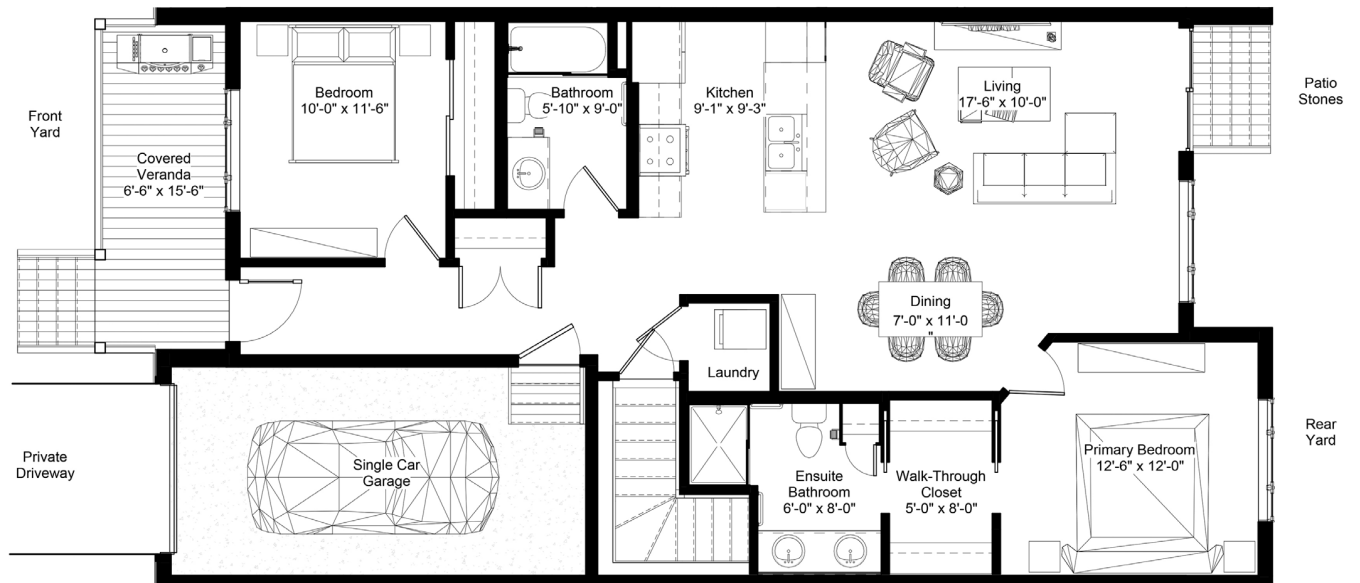 Front
Yard
Covered
Veranda
6'-6" x 15'-6"
Bedroom
10'-0" x 11'-6"
Bathroom
5'-10" x 9'-0"
Kitchen
9'-1" x 9'-3"
Living
17'-6" x 10'-0"
Patio
Stones
Dining
7'-0" x 11'-0
"
Laundry
Private
Driveway
Single Car
Garage
Ensuite
Bathroom
6'-0" x 8'-0"
Walk-Through
Closet
5'-0" x 8'-0"
Primary Bedroom
12'-6" x 12'-0"
Rear
Yard